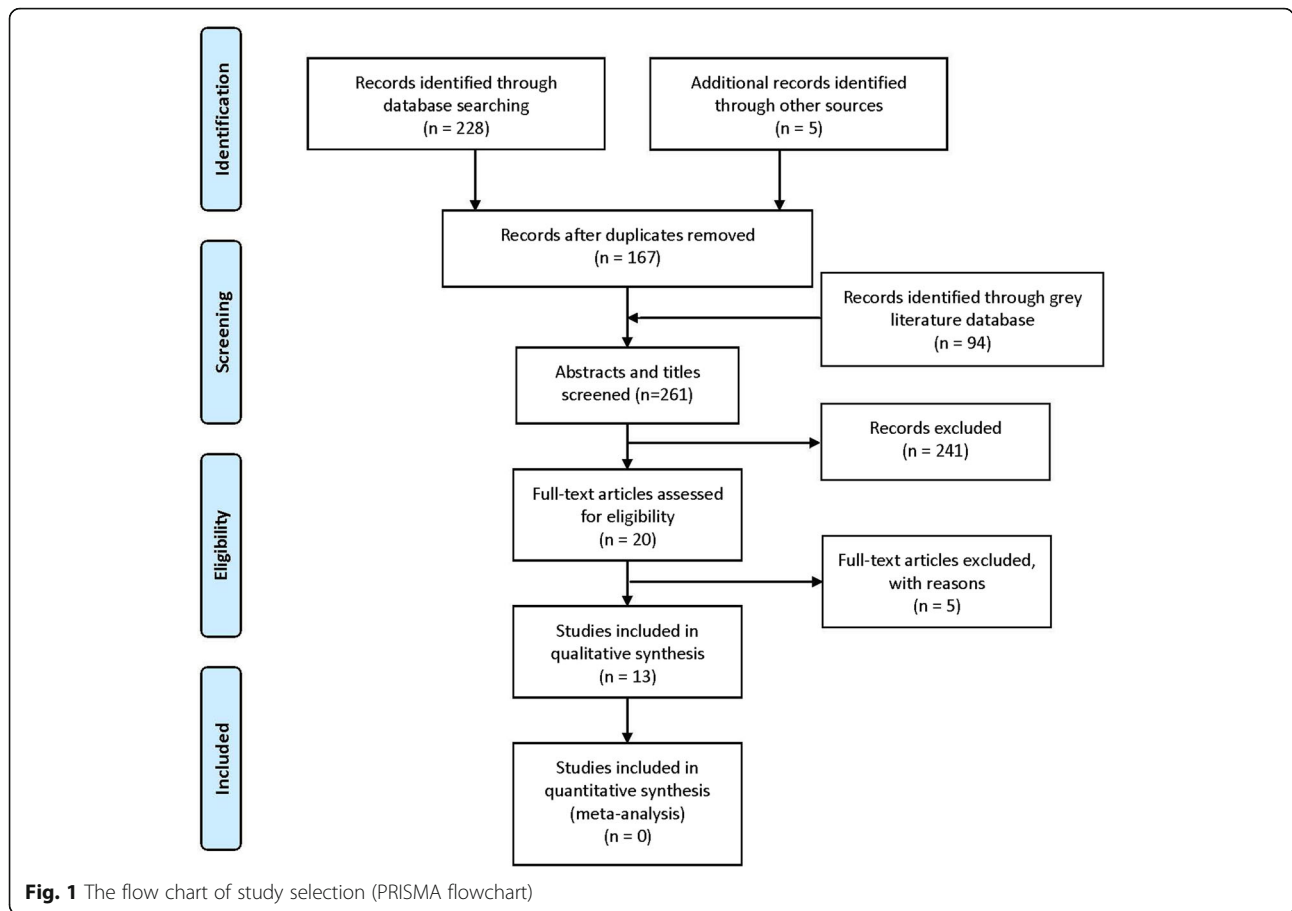 Identification
Records identified through
database searching
(n = 228)
Additional records identified
through other sources
(n = 5)
Records after duplicates removed
(n = 167)
Screening
Records identified through grey
literature database
(n = 94)
Abstracts and titles
screened (n=261)
Records excluded
(n = 241)
Eligibility
Full-text articles assessed
for eligibility
(n = 20)
Full-text articles excluded,
with reasons
(n = 5)
Studies included in
qualitative synthesis
(n = 13)
Included
Studies included in
quantitative synthesis
(meta-analysis)
(n = 0)
Fig. 1 The flow chart of study selection (PRISMA flowchart)